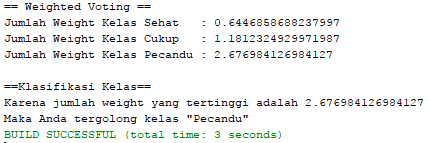 == Weighted Voting ==
Jumlah Weight Kelas Sehat   : 0.6446858688237997
Jumlah Weight Kelas Cukup   : 1.1812324929971987
Jumlah Weight Kelas Pecandu : 2.676984126984127
==Klasifikasi Kelas==
Karena jumlah weight yang tertinggi adalah 2.676984126984127
Maka Anda tergolong kelas "Pecandu"
BUILD SUCCESSFUL (total time: 3 seconds)